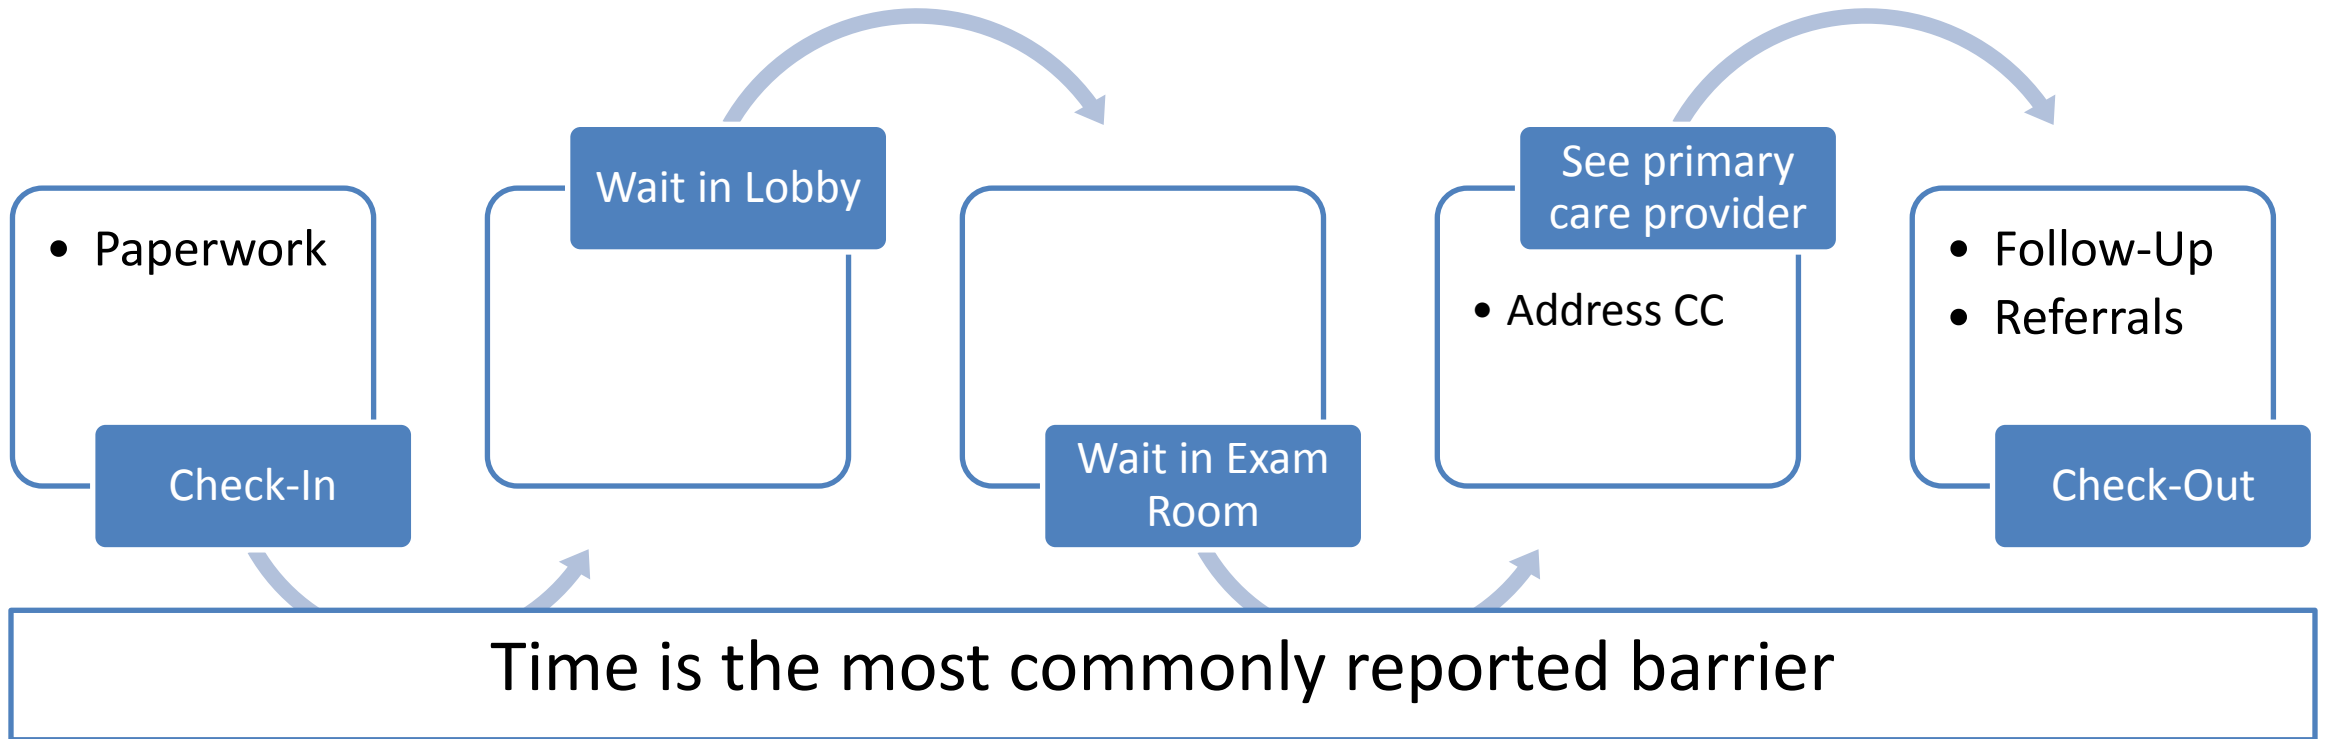 • Paperwork
Check-In
Wait in Lobby
Wait in Exam
Room
See primary
care provider
• Address CC
• Follow-Up
• Referrals
Check-Out
Time is the most commonly reported barrier